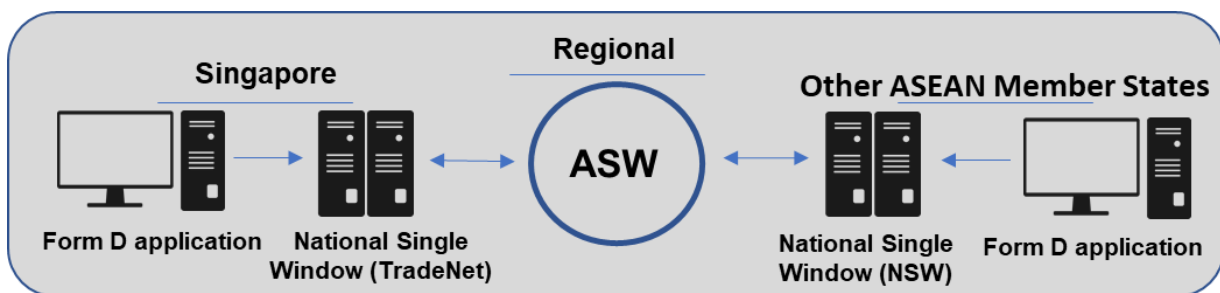 Regional
Singapore
Other ASEAN Member States
ASW
Form D application
National Single
Window (TradeNet)
National Single
Window (NSW)
Form D application